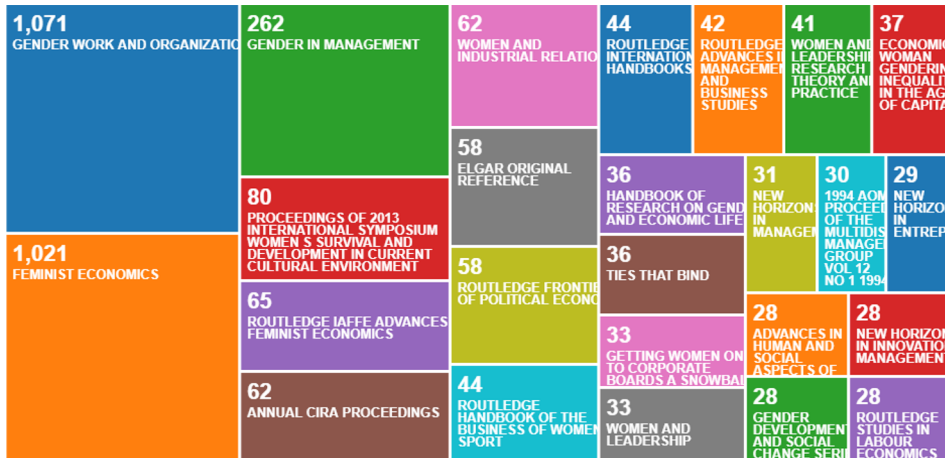 1,071
GENDER WORK AND ORGANIZATIO
1,021
FEMINIST ECONOMICS
262
GENDER IN MANAGEMENT
80
PROCEEDINGS OF 2013
INTERNATIONAL SYMPOSIUM
WOMEN S SURVIVAL AND
DEVELOPMENT IN CURRENT
CULTURAL ENVIRONMENT
65
ROUTLEDGE IAFFE ADVANCES
FEMINIST ECONOMICS
62
ANNUAL CIRA PROCEEDINGS
62
WOMEN AND
INDUSTRIAL RELATIO
58
ELGAR ORIGINAL
REFERENCE
58
ROUTLEDGE FRONTIE
OF POLITICAL ECONO
44
ROUTLEDGE
HANDBOOK OF THE
BUSINESS OF WOMEN
SPORT
44
ROUTLEDGE
INTERNATION
HANDBOOKS
42
ROUTLEDGE
ADVANCES I
MANAGEMEN
AND
BUSINESS
STUDIES
41
WOMEN AND
LEADERSHIP
RESEARCH
THEORY AND
PRACTICE
37
ECONOMIC
WOMAN
GENDERIN
INEQUALIT
IN THE AG
OF CAPITA
36
HANDBOOK OF
RESEARCH ON GEND
AND ECONOMIC LIFE
36
TIES THAT BIND
33
GETTING WOMEN ON
TO CORPORATE
BOARDS A SNOWBAL
33
WOMEN AND
LEADERSHIP
31
NEW
HORIZON
IN
MANAGEM
30
1994 AOM
PROCEED
OF THE
MULTIDIS
MANAGE
GROUP
VOL 12
NO 1 1994
29
NEW
HORIZO
IN
ENTREP
28
ADVANCES IN
HUMAN AND
SOCIAL
ASPECTS OF
28
NEW HORIZO
IN INNOVATIO
MANAGEMENT
28
GENDER
DEVELOPMENT
AND SOCIAL
CHANGE SERI
28
ROUTLEDGE
STUDIES IN
LABOUR
ECONOMICS